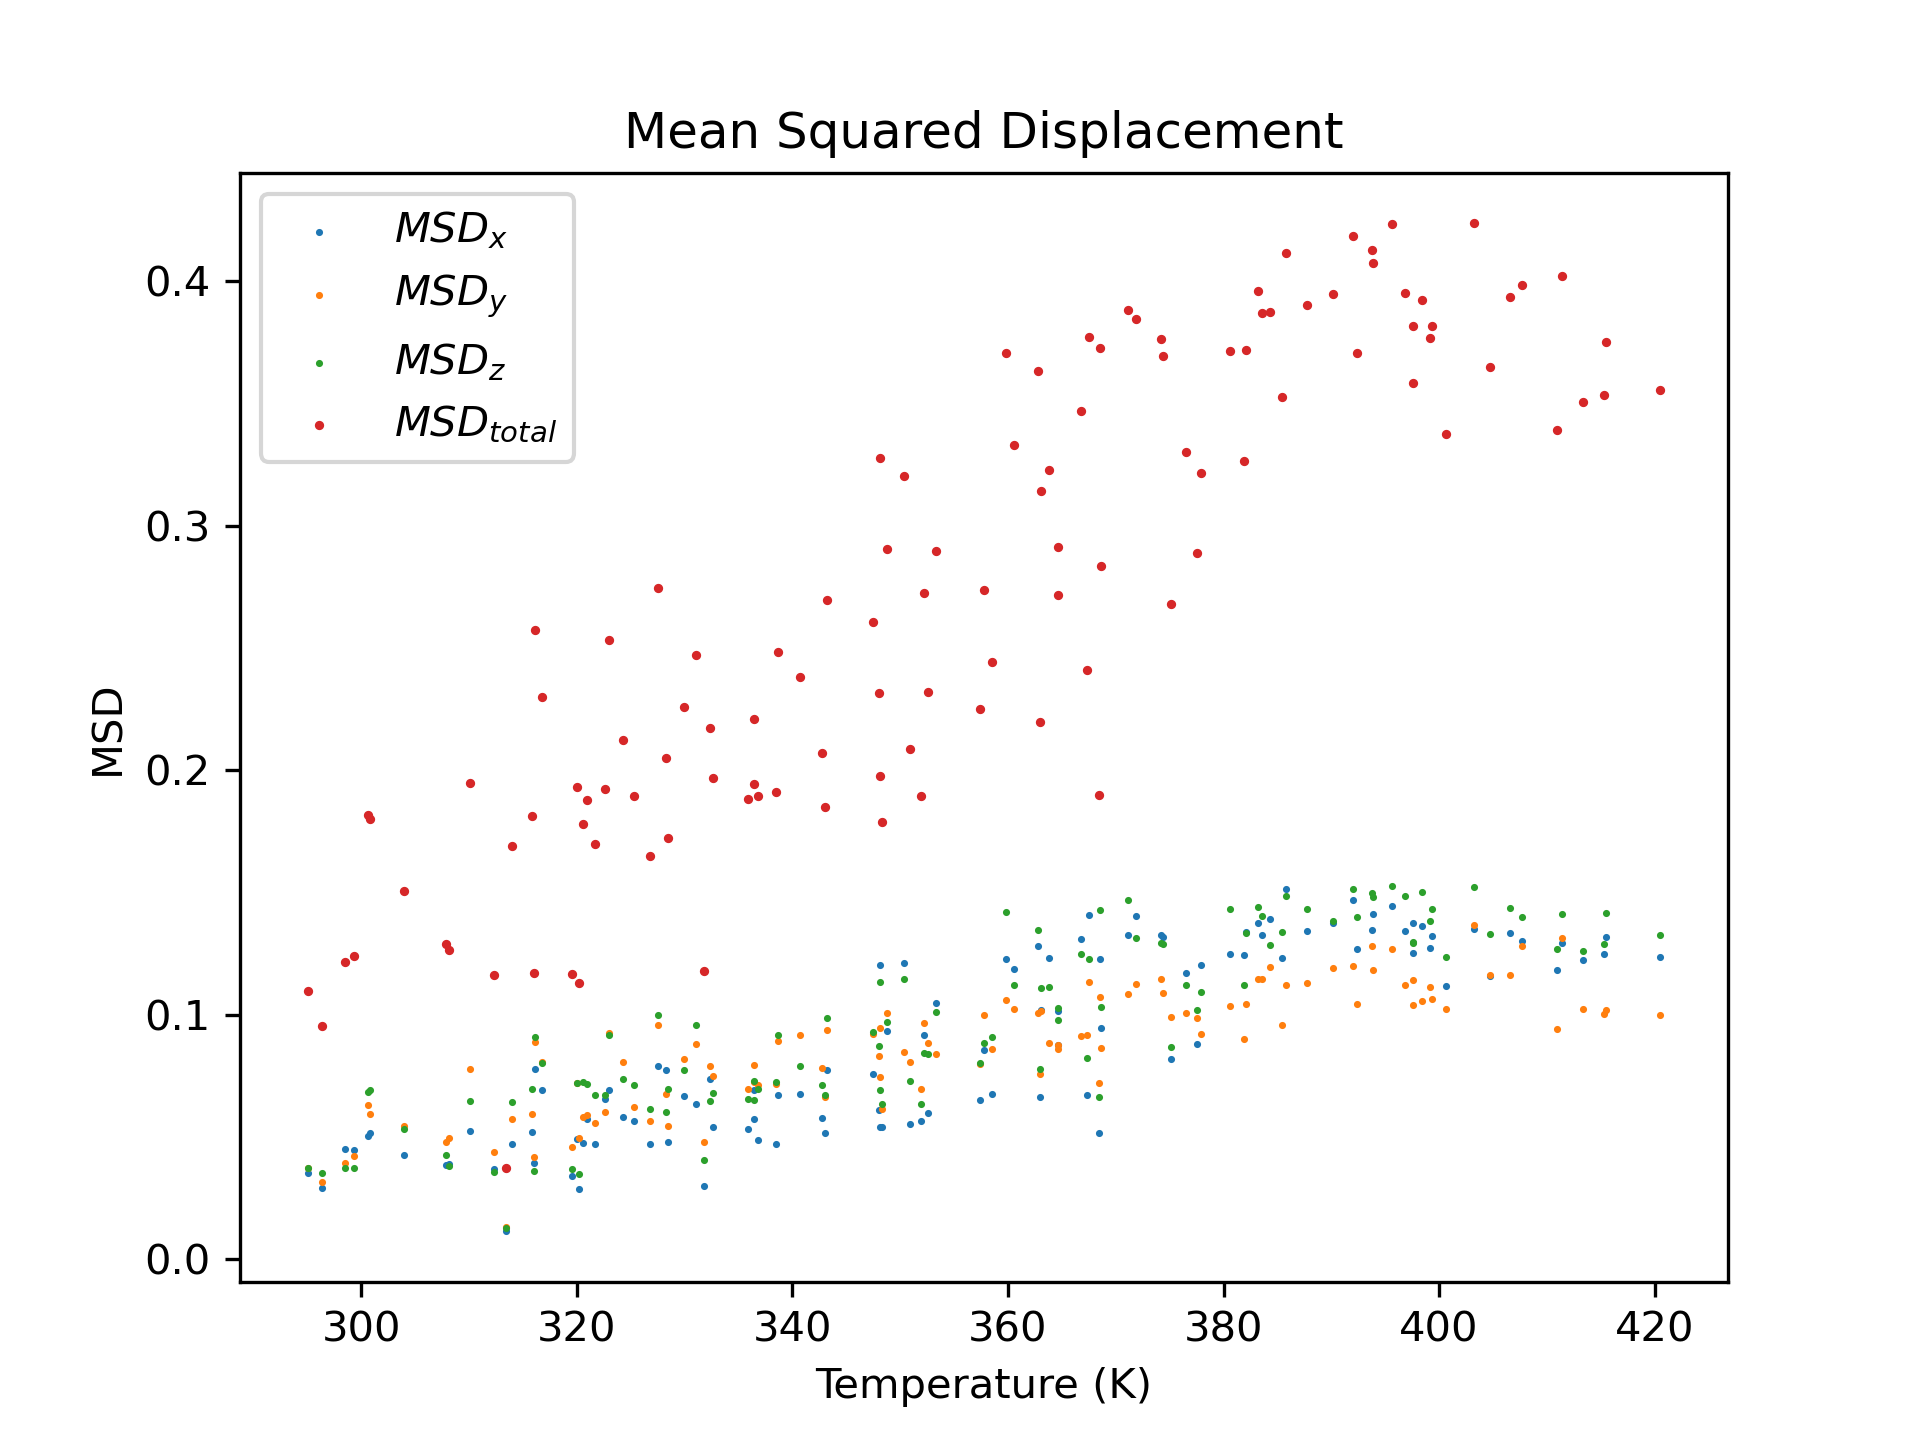 Mean Squared Displacement
MSD_x
MSD_y
MSD_z
MSD_total
0.4
0.3
0.2
0.1
0.0
MSD
300 320 340 360 380 400 420
Temperature (K)